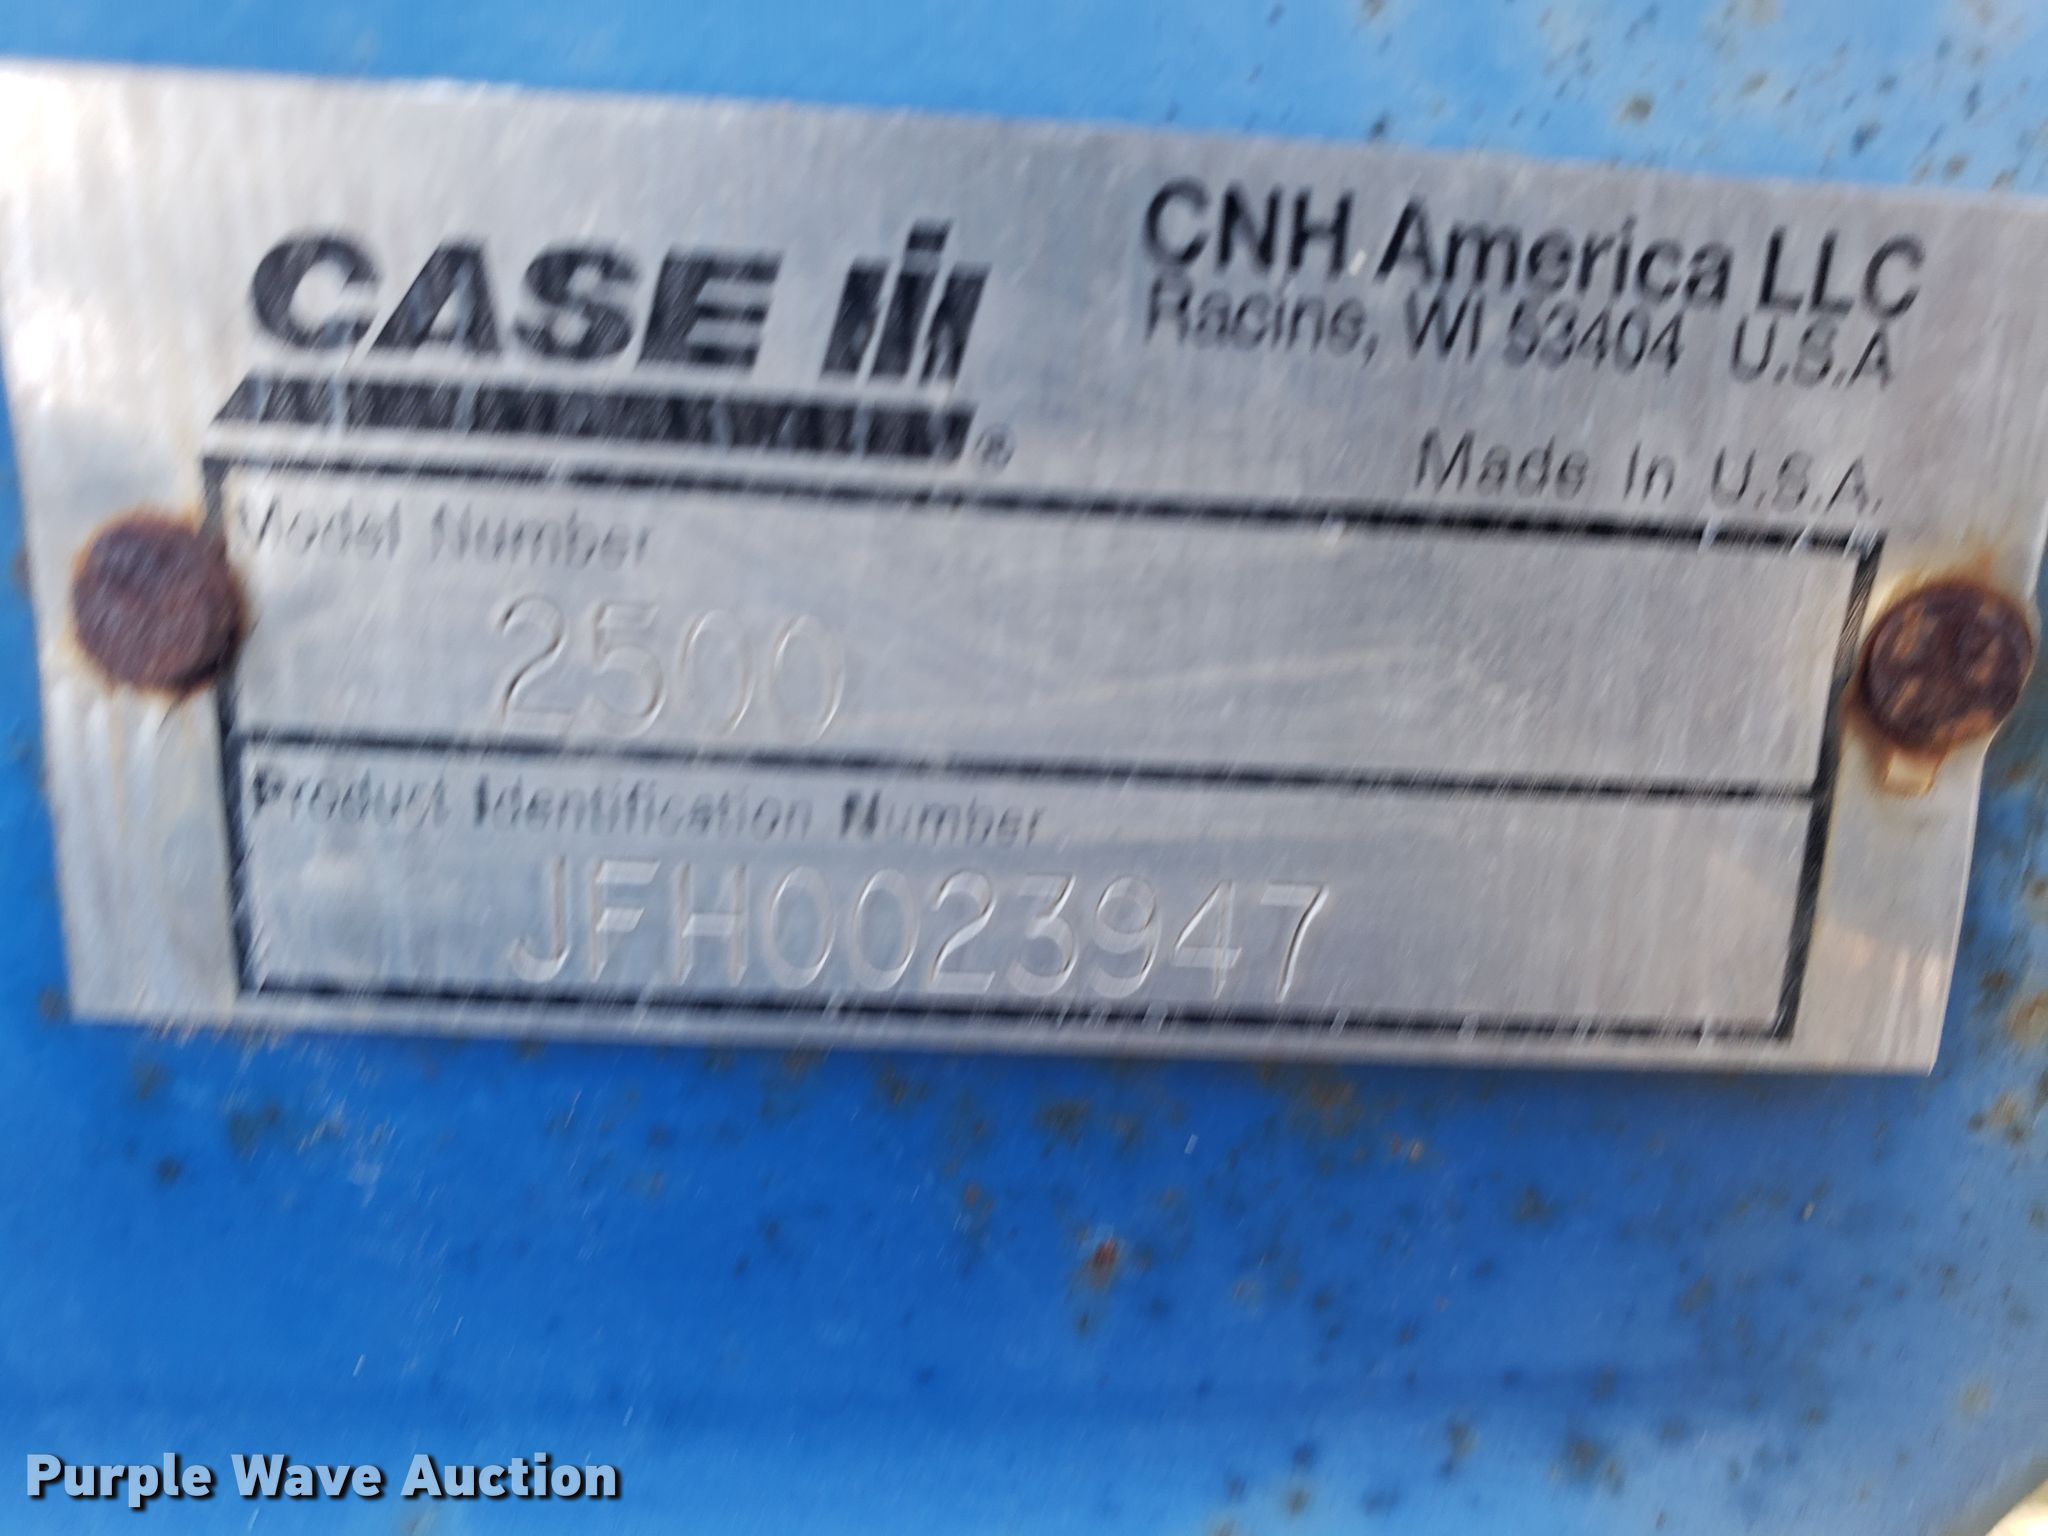 CASE IH®
CNH America LLC
Racine, WI 53404 U.S.A
Made In U.S.A.
Model Number
2500
Product Identification Number
JFH0023947
Purple Wave Auction